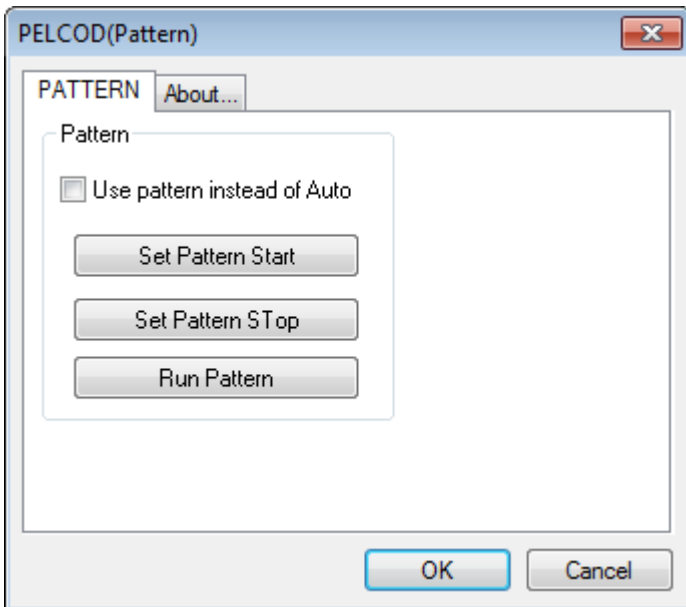 PELCOD(Pattern)
PATTERN
About...
Pattern
Use pattern instead of Auto
Set Pattern Start
Set Pattern STop
Run Pattern
OK
Cancel